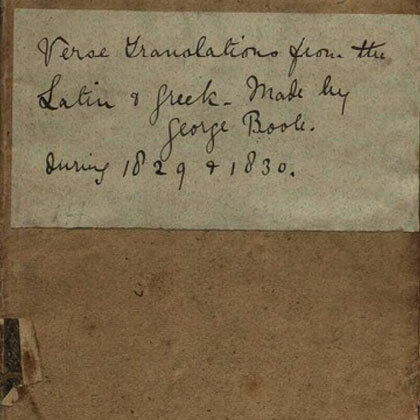 Verse translations from the
Latin & Greek - Made by
George Boole.
during 1829 & 1830.